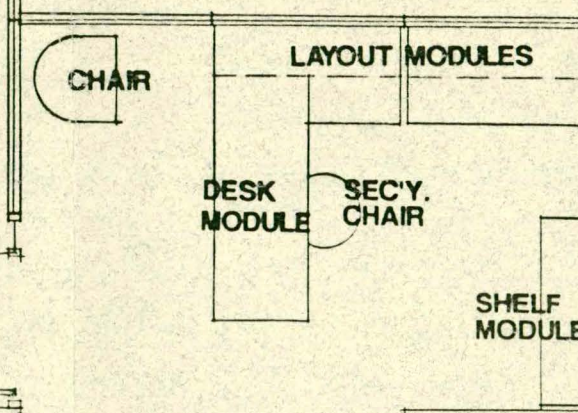 LAYOUT MODULES
CHAIR
DESK
MODULE
SEC'Y.
CHAIR
SHELF
MODULE